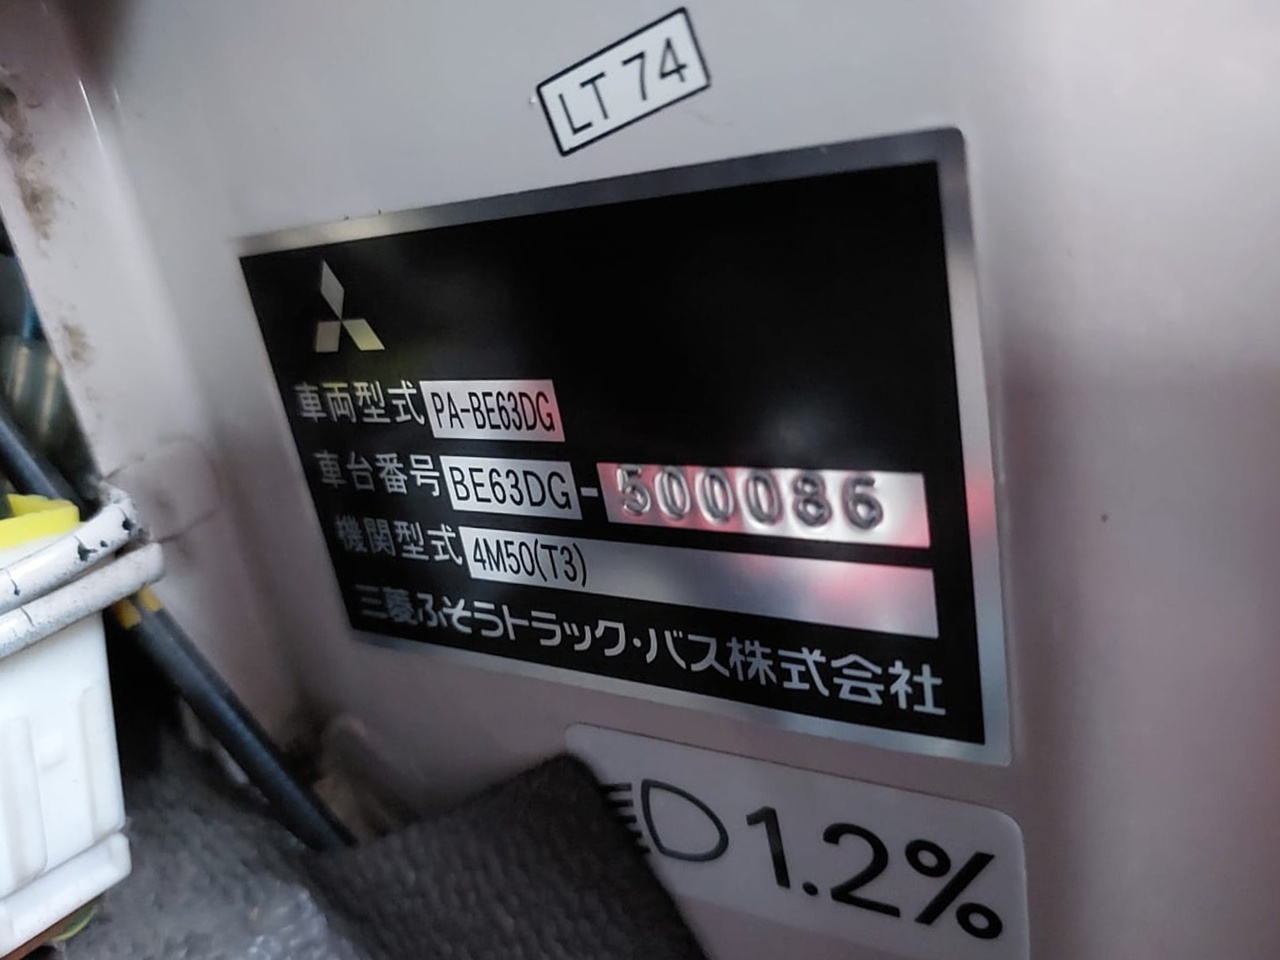 LT 74
車両型式 PA-BE63DG
車台番号 BE63DG-500086
機関型式 4M50(T3)
三菱ふそうトラック・バス株式会社
1.2%